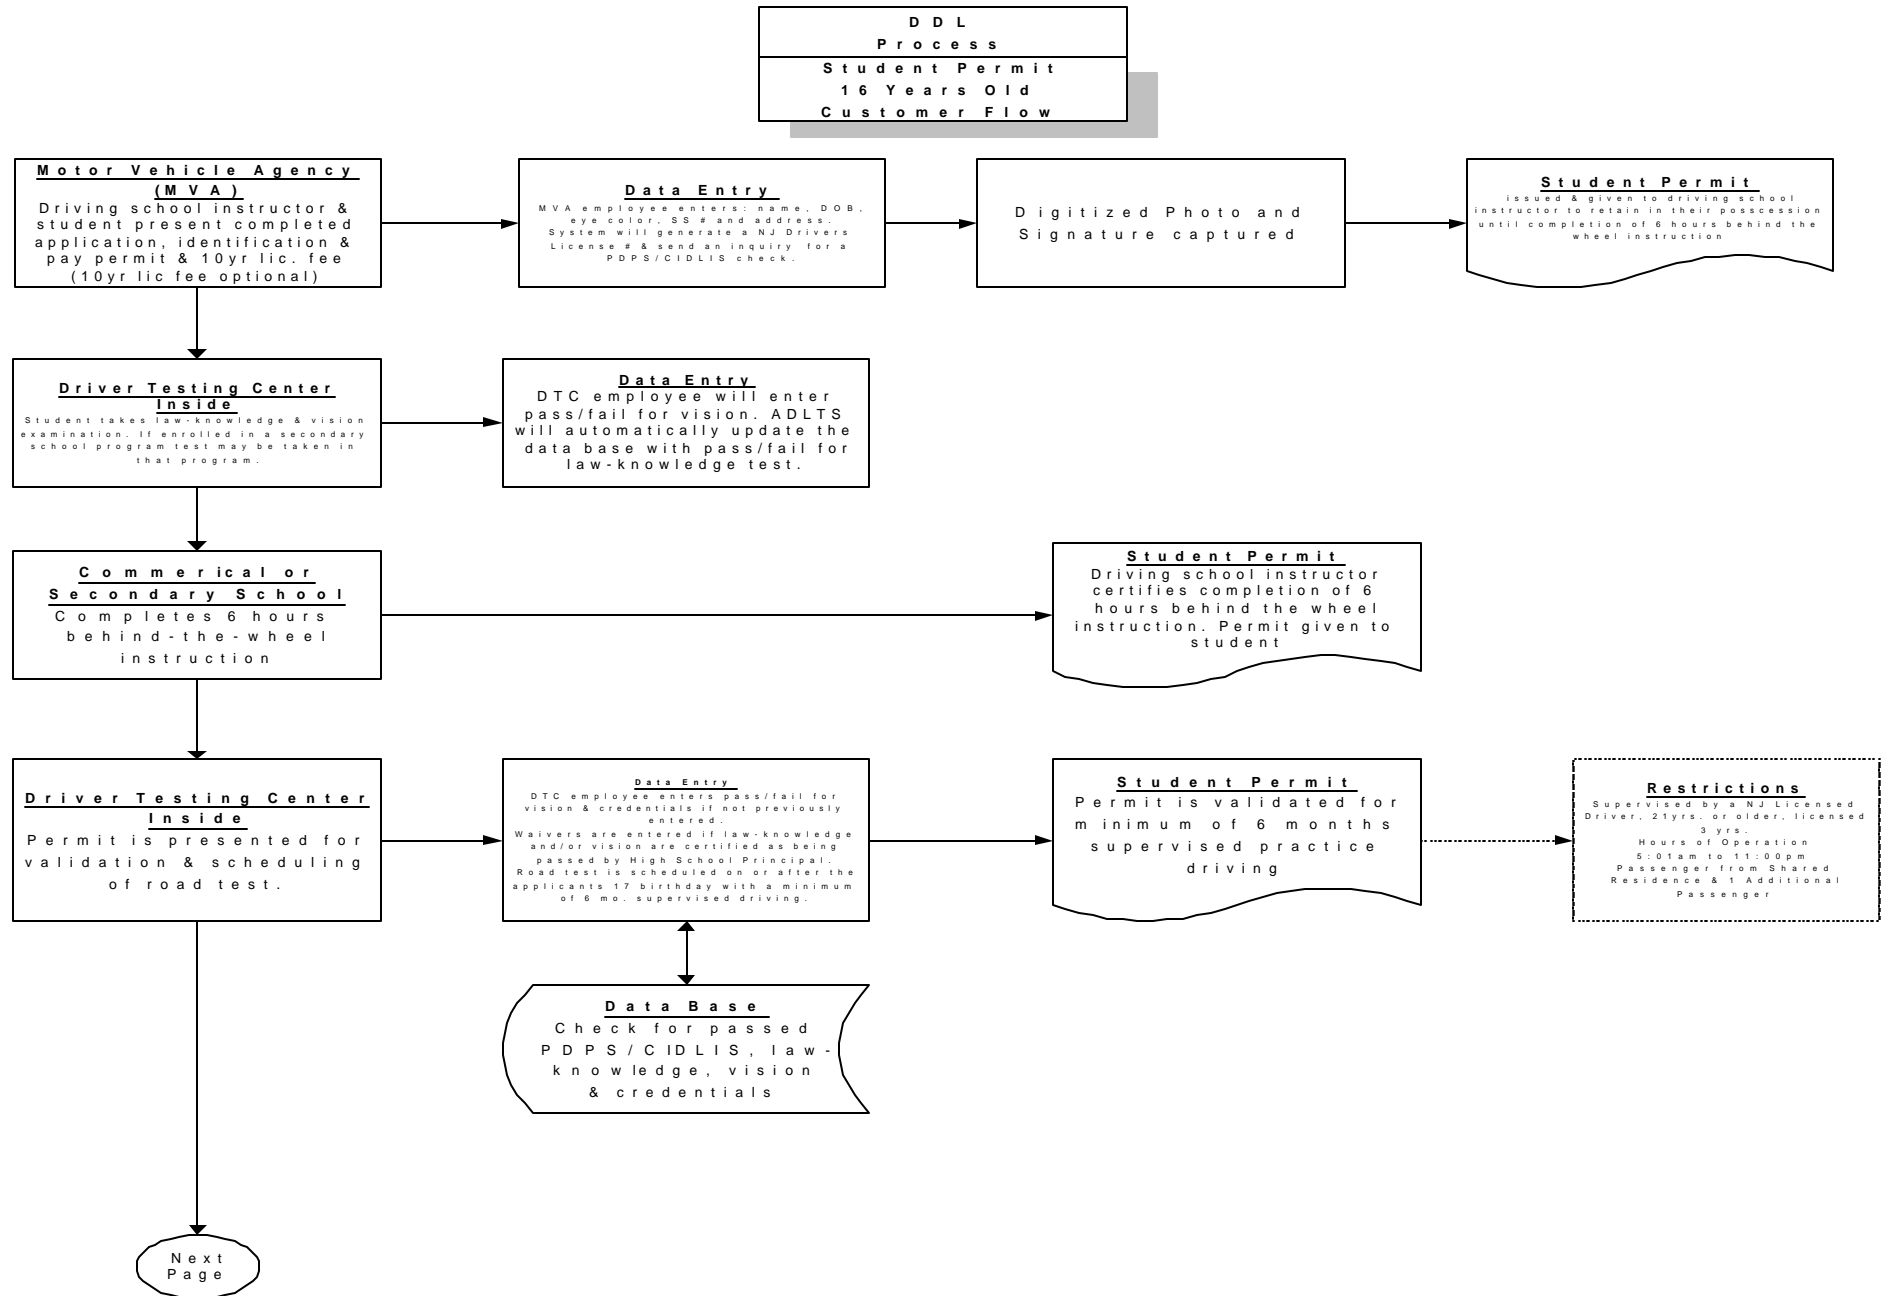 DDL
Process
Student Permit
16 Years Old
Customer Flow
Motor Vehicle Agency
(MVA)
Driving school instructor &
student present completed
application, identification &
pay permit & 10yr lic. fee
(10yr lic fee optional)
Data Entry
MVA employee enters: name, DOB,
eye color, SS # and address.
System will generate a NJ Drivers
License # & send an inquiry for a
PDPS/CIDLIS check.
Digitized Photo and
Signature captured
Student Permit
issued & given to driving school
instructor to retain in their posscession
until completion of 6 hours behind the
wheel instruction
Driver Testing Center
Inside
Student takes law-knowledge & vision
examination. If enrolled in a secondary
school program test may be taken in
that program.
Data Entry
DTC employee will enter
pass/fail for vision. ADLTS
will automatically update the
data base with pass/fail for
law-knowledge test.
Commerical or
Secondary School
Completes 6 hours
behind-the-wheel
instruction
Student Permit
Driving school instructor
certifies completion of 6
hours behind the wheel
instruction. Permit given to
student
Driver Testing Center
Inside
Permit is presented for
validation & scheduling
of road test.
Data Entry
DTC employee enters pass/fail for
vision & credentials if not previously
entered.
Waivers are entered if law-knowledge
and/or vision are certified as being
passed by High School Principal.
Road test is scheduled on or after the
applicants 17 birthday with a minimum
of 6 mo. supervised driving.
Student Permit
Permit is validated for
minimum of 6 months
supervised practice
driving
Restrictions
Supervised by a NJ Licensed
Driver, 21yrs. or older, licensed
3 yrs.
Hours of Operation
5:01am to 11:00pm
Passenger from Shared
Residence & 1 Additional
Passenger
Data Base
Check for passed
PDPS/CIDLIS, law-
knowledge, vision
& credentials
Next
Page